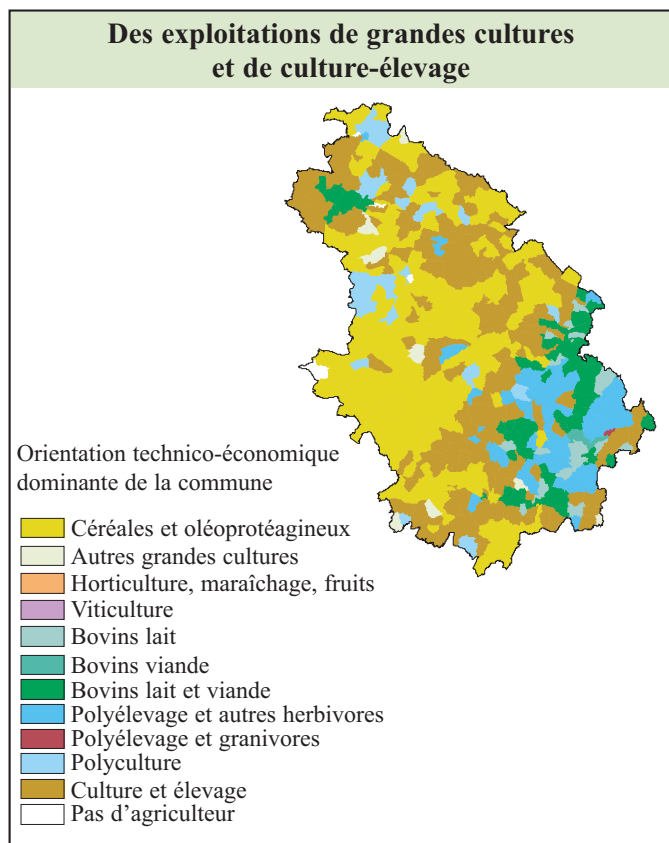 Des exploitations de grandes cultures
et de culture-élevage
Orientation technico-économique
dominante de la commune
Céréales et oléoprotéagineux
Autres grandes cultures
Horticulture, maraîchage, fruits
Viticulture
Bovins lait
Bovins viande
Bovins lait et viande
Polyélevage et autres herbivores
Polyélevage et granivores
Polyculture
Culture et élevage
Pas d’agriculteur